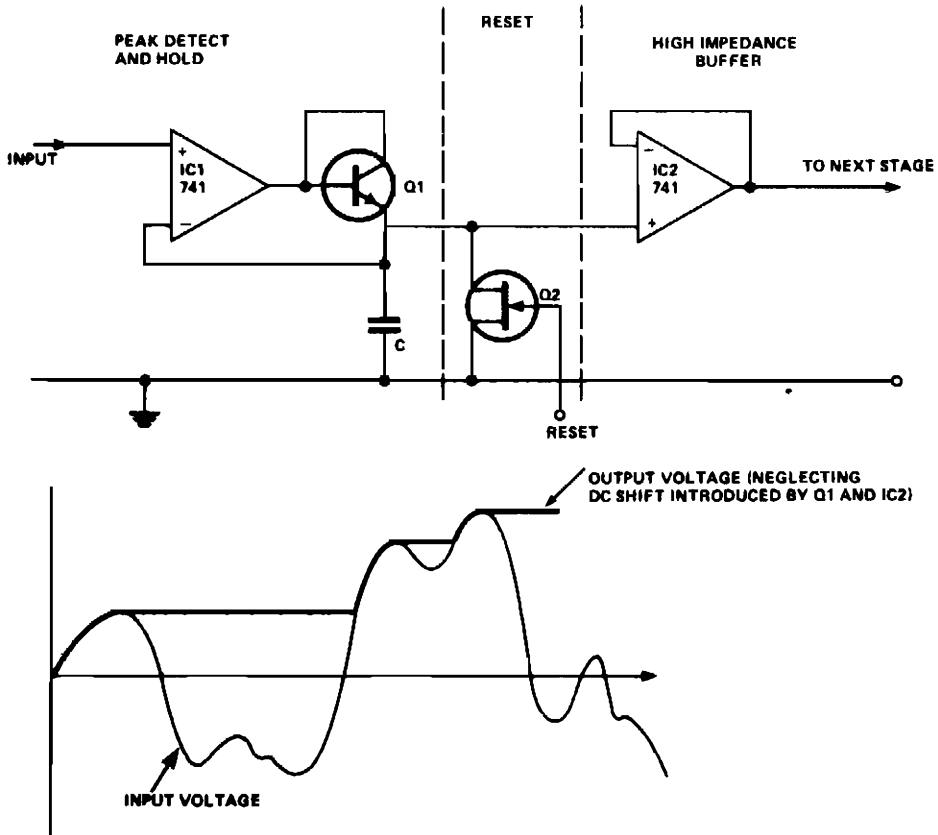 PEAK DETECT
AND HOLD
RESET
HIGH IMPEDANCE
BUFFER
INPUT
+
IC1
741
−
Q1
C
Q2
RESET
−
IC2
741
+
TO NEXT STAGE
OUTPUT VOLTAGE (NEGLECTING
DC SHIFT INTRODUCED BY Q1 AND IC2)
INPUT VOLTAGE